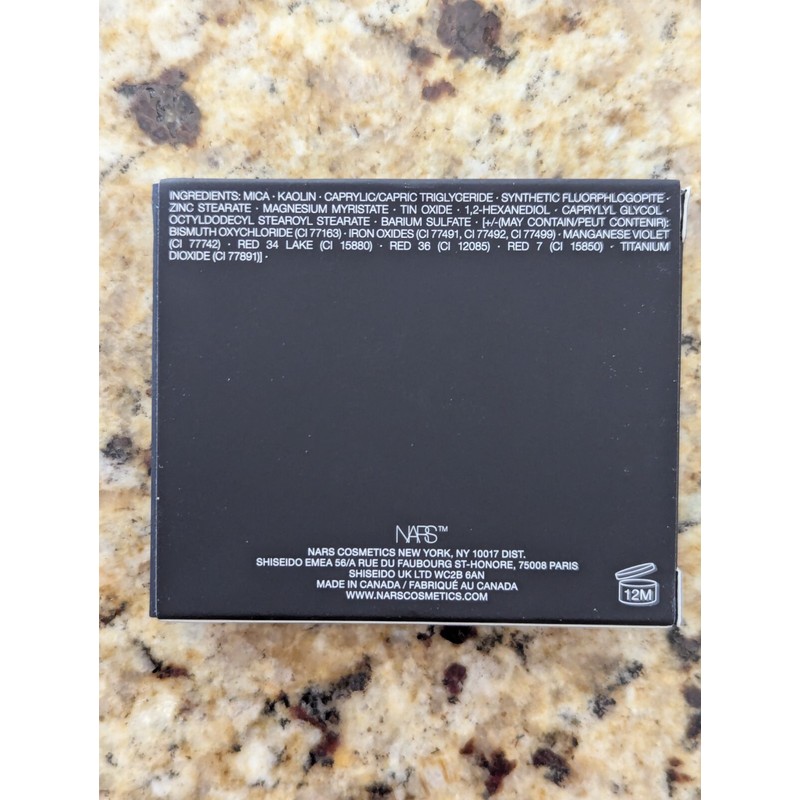 INGREDIENTS: MICA · KAOLIN · CAPRYLIC/CAPRIC TRIGLYCERIDE · SYNTHETIC FLUORPHLOGOPITE ·
ZINC STEARATE · MAGNESIUM MYRISTATE · TIN OXIDE · 1,2-HEXANEDIOL · CAPRYLYL GLYCOL ·
OCTYLDODECYL STEAROYL STEARATE · BARIUM SULFATE · [+/-(MAY CONTAIN/PEUT CONTENIR):
BISMUTH OXYCHLORIDE (CI 77163) · IRON OXIDES (CI 77491, CI 77492, CI 77499) · MANGANESE VIOLET
(CI 77742) · RED 34 LAKE (CI 15880) · RED 36 (CI 12085) · RED 7 (CI 15850) · TITANIUM
DIOXIDE (CI 77891)] ·
NARS™
NARS COSMETICS NEW YORK, NY 10017 DIST.
SHISEIDO EMEA 56/A RUE DU FAUBOURG ST-HONORE, 75008 PARIS
SHISEIDO UK LTD WC2B 6AN
MADE IN CANADA / FABRIQUÉ AU CANADA
WWW.NARSCOSMETICS.COM
12M